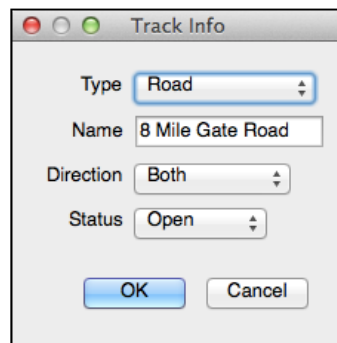 Track Info
Type Road
Name 8 Mile Gate Road
Direction Both
Status Open
OK Cancel